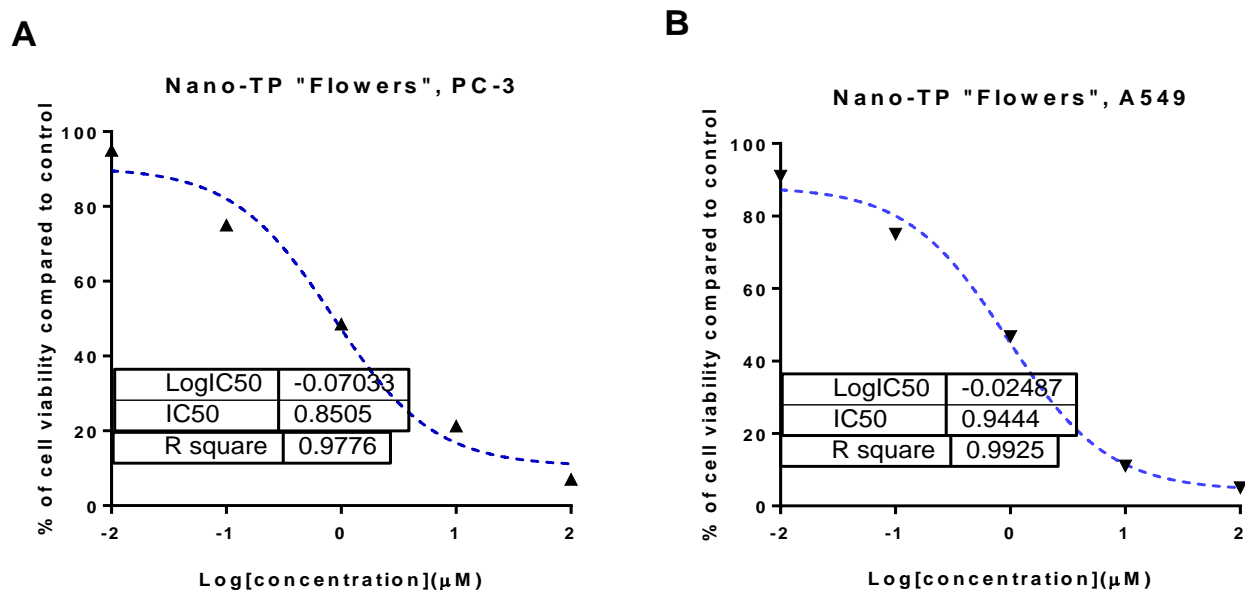 A
Nano-TP "Flowers", PC-3
% of cell viability compared to control
100
80
60
40
20
0
LogIC50 -0.07033
IC50 0.8505
R square 0.9776
-2 -1 0 1 2
Log[concentration](μM)
B
Nano-TP "Flowers", A549
% of cell viability compared to control
100
80
60
40
20
0
LogIC50 -0.02487
IC50 0.9444
R square 0.9925
-2 -1 0 1 2
Log[concentration](μM)